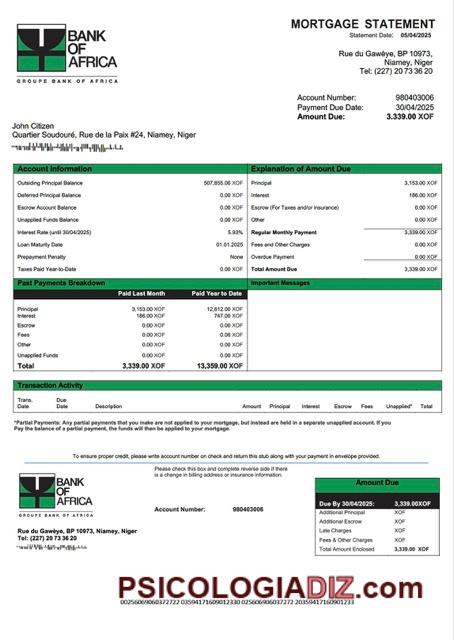 MORTGAGE STATEMENT
Statement Date: 05/04/2025
BANK
OF
AFRICA
GROUPE BANK OF AFRICA
Rue du Gawèye, BP 10973,
Niamey, Niger
Tel: (227) 20 73 36 20
Account Number: 980403006
Payment Due Date: 30/04/2025
Amount Due: 3.339.00 XOF
John Citizen
Quartier Soudouré, Rue de la Paix #24, Niamey, Niger
Account Information
Outsiding Principal Balance 507,855.00 XOF
Deferred Principal Balance 0.00 XOF
Escrow Account Balance 0.00 XOF
Unapplied Funds Balance 0.00 XOF
Interest Rate (until 30/04/2025) 5.93%
Loan Maturity Date 01.01.2025
Prepayment Penalty None
Taxes Paid Year-to-Date 0.00 XOF
Explanation of Amount Due
Principal 3,153.00 XOF
Interest 186.00 XOF
Escrow (For Taxes and/or insurance) 0.00 XOF
Other 0.00 XOF
Regular Monthly Payment 3,339.00 XOF
Fees and Other Charges 0.00 XOF
Overdue Payment 0.00 XOF
Total Amount Due 3,339.00 XOF
Past Payments Breakdown
Paid Last Month Paid Year to Date
Principal 3,153.00 XOF 12,612.00 XOF
Interest 186.00 XOF 747.00 XOF
Escrow 0.00 XOF 0.00 XOF
Fees 0.00 XOF 0.00 XOF
Other 0.00 XOF 0.00 XOF
Unapplied Funds 0.00 XOF 0.00 XOF
Total 3,339.00 XOF 13,359.00 XOF
Important Messages
Transaction Activity
Trans. Date Due Date Description Amount Principal Interest Escrow Fees Unapplied* Total
*Partial Payments: Any partial payments that you make are not applied to your mortgage, but instead are held in a separate unapplied account. If you
Pay the balance of a partial payment, the funds will then be applied to your mortgage.
To ensure proper credit, please write account number on check and return this stub along with your payment in envelope provided.
BANK
OF
AFRICA
GROUPE BANK OF AFRICA
Rue du Gawèye, BP 10973, Niamey, Niger
Tel: (227) 20 73 36 20
Please check this box and complete reverse side if there
is a change in billing address or insurance information.
Account Number: 980403006
Amount Due
Due By 30/04/2025: 3,339.00XOF
Additional Principal XOF
Additional Escrow XOF
Late Charges XOF
Fees & Other Charges XOF
Total Amount Enclosed 3,339.00 XOF
PSICOLOGIADIZ.com
00256069060372722 03594171609012330 02560690603722 20359417160901233